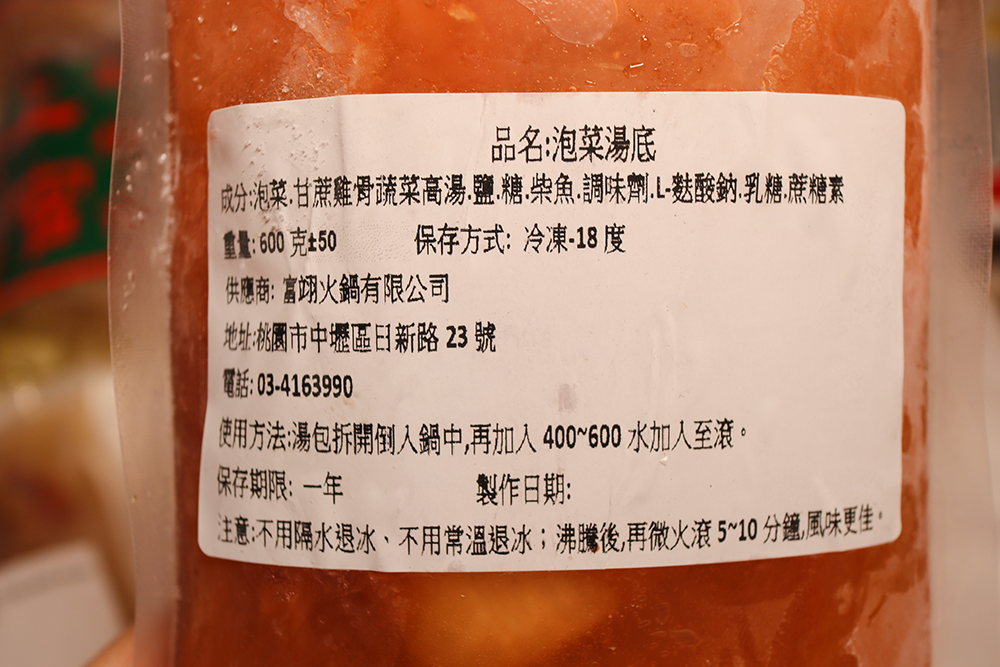 品名:泡菜湯底
成分:泡菜.甘蔗雞骨蔬菜高湯.鹽.糖.柴魚.調味劑.L-麩酸鈉.乳糖.蔗糖素
重量: 600 克±50 保存方式: 冷凍-18 度
供應商: 富翊火鍋有限公司
地址:桃園市中壢區日新路 23 號
電話: 03-4163990
使用方法:湯包拆開倒入鍋中,再加入 400~600 水加入至滾。
保存期限: 一年 製作日期:
注意:不用隔水退冰、不用常溫退冰；沸騰後,再微火滾 5~10 分鐘,風味更佳。